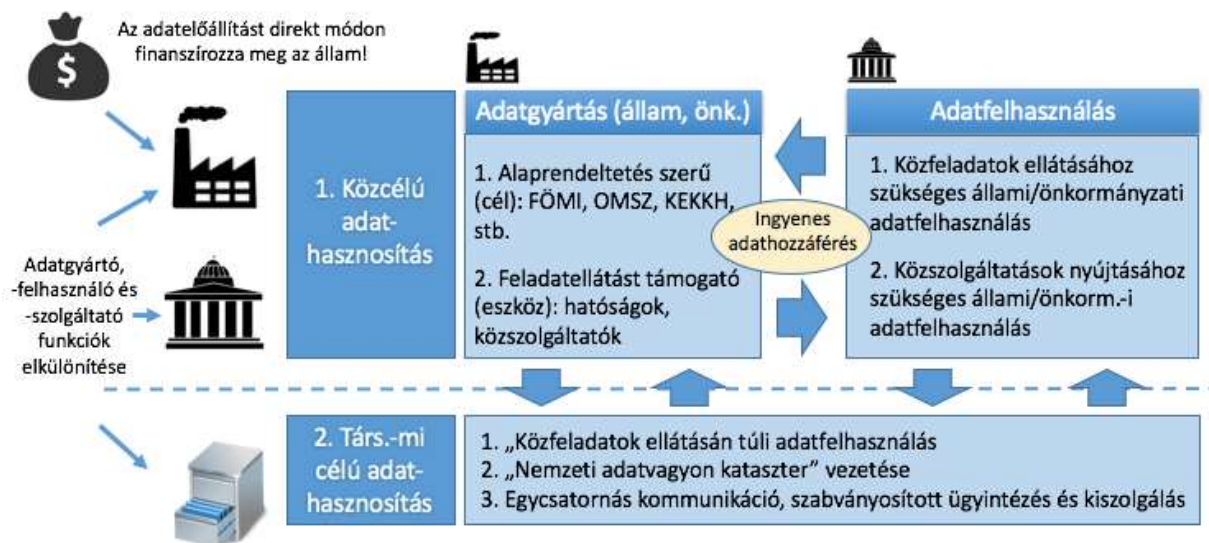 Az adatelőállítást direkt módon
finanszírozza meg az állam!
$
Adatgyártó,
-felhasználó és
-szolgáltató
funkciók
elkülönítése
1. Közcélú
adat-
hasznosítás
Adatgyártás (állam, önk.)
1. Alaprendeltetés szerű
(cél): FÖMI, OMSZ, KEKKH,
stb.
2. Feladatellátást támogató
(eszköz): hatóságok,
közszolgáltatók
Ingyenes
adathozzáférés
Adatfelhasználás
1. Közfeladatok ellátásához
szükséges állami/önkormányzati
adatfelhasználás
2. Közszolgáltatások nyújtásához
szükséges állami/önkorm.-i
adatfelhasználás
2. Társ.-mi
célú adat-
hasznosítás
1. „Közfeladatok ellátásán túli adatfelhasználás
2. „Nemzeti adatvagyon kataszter” vezetése
3. Egycsatornás kommunikáció, szabványosított ügyintézés és kiszolgálás